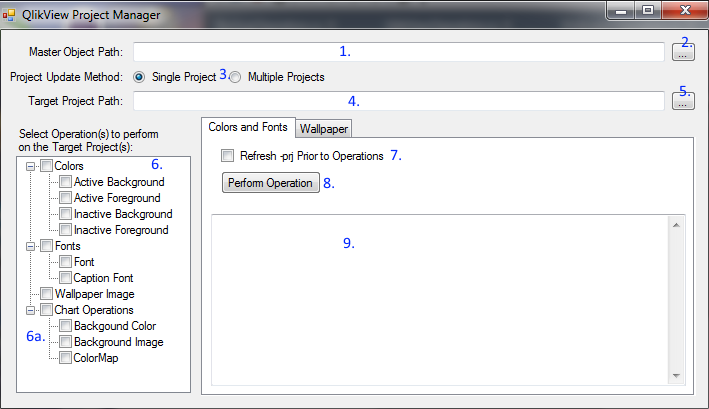 QlikView Project Manager
Master Object Path: 1. 2. ...
Project Update Method: Single Project 3. Multiple Projects
Target Project Path: 4. 5. ...
Select Operation(s) to perform
on the Target Project(s):
6.
Colors
Active Background
Active Foreground
Inactive Background
Inactive Foreground
Fonts
Font
Caption Font
Wallpaper Image
Chart Operations
6a.
Backgound Color
Background Image
ColorMap
Colors and Fonts Wallpaper
Refresh -prj Prior to Operations 7.
Perform Operation 8.
9.